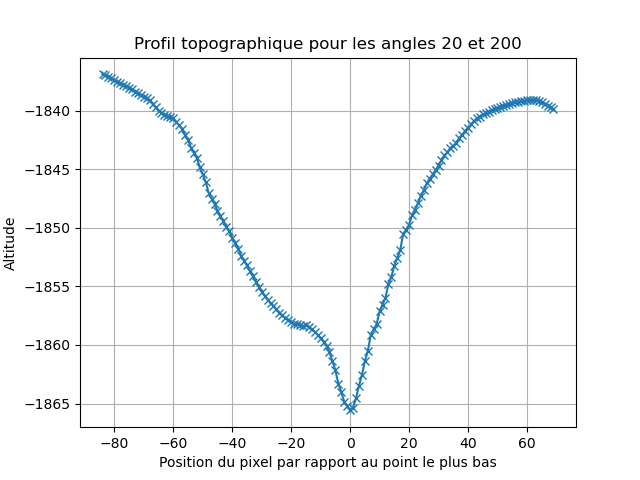 Profil topographique pour les angles 20 et 200
Altitude
−1840
−1845
−1850
−1855
−1860
−1865
−80 −60 −40 −20 0 20 40 60
Position du pixel par rapport au point le plus bas